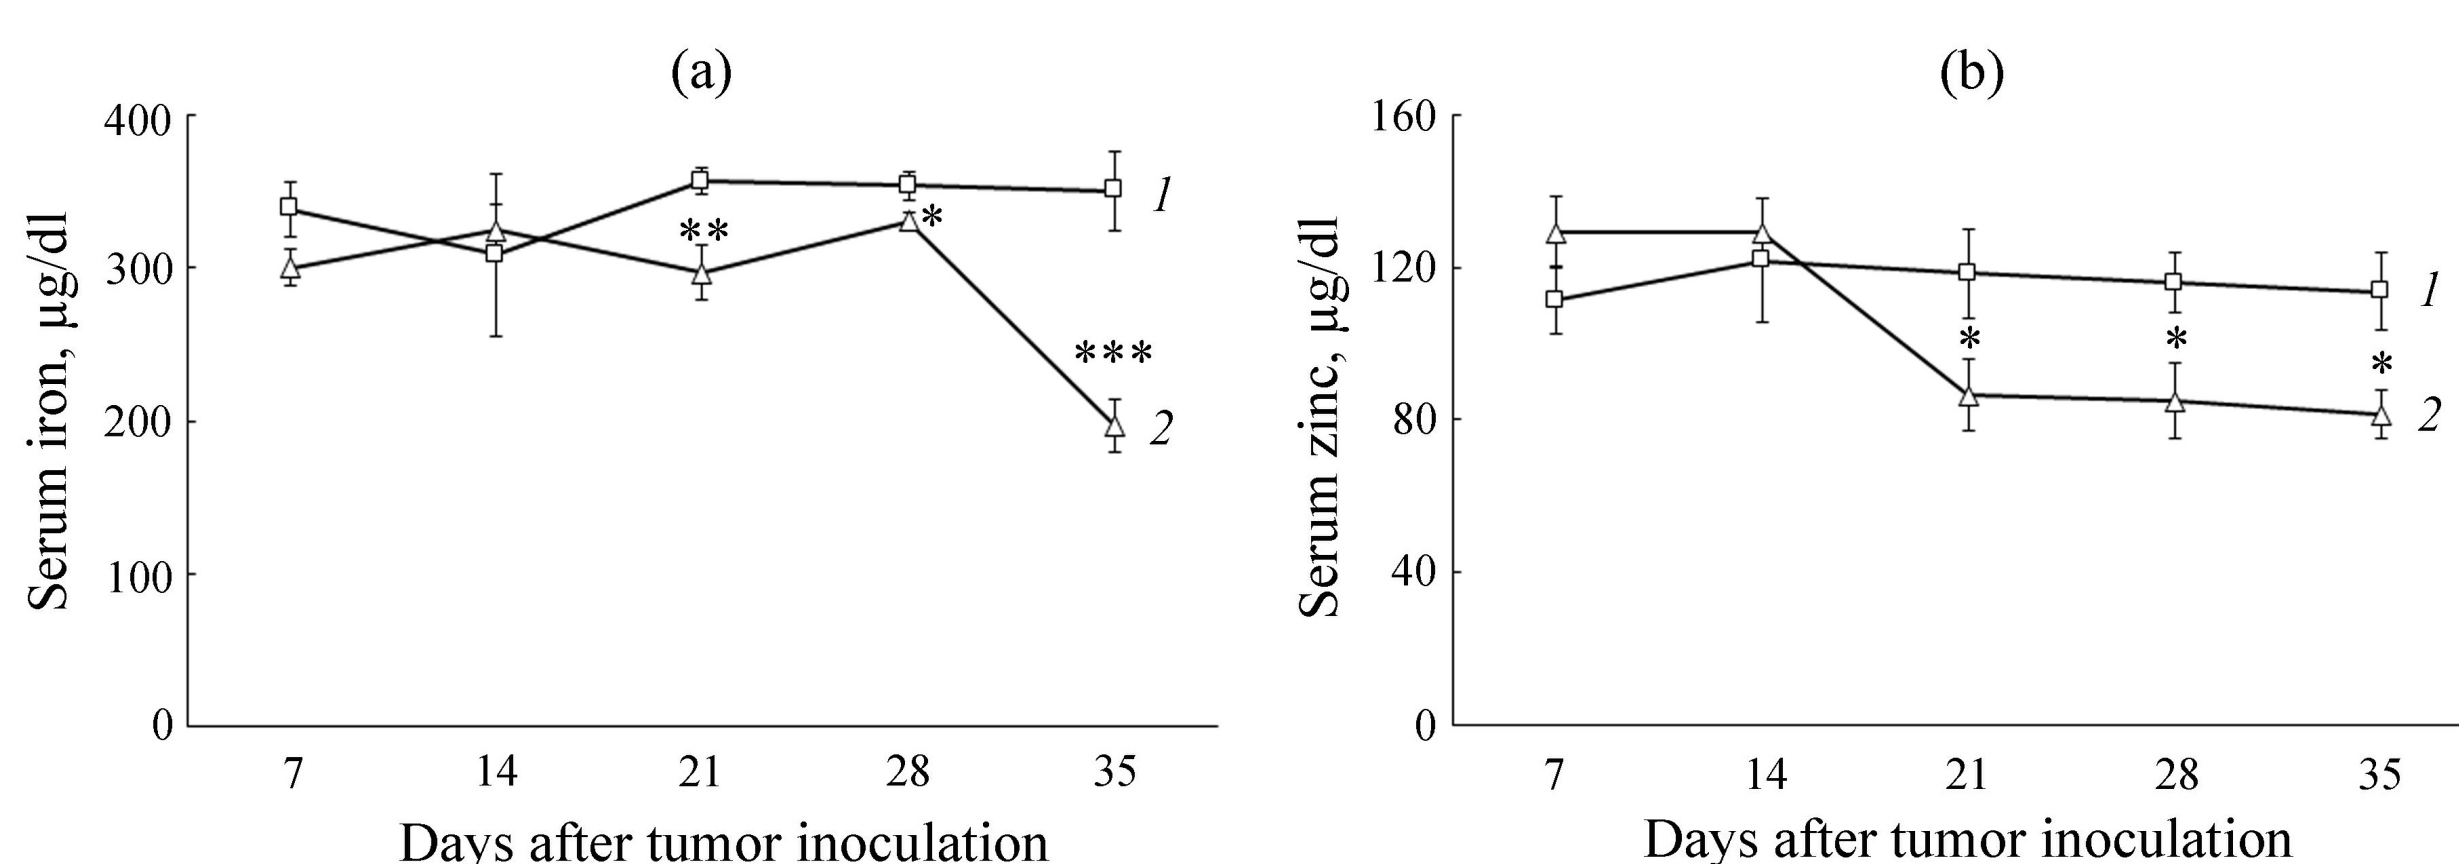 (a)
400
300
200
100
0
Serum iron, µg/dl
**
*
***
1
2
7 14 21 28 35
Days after tumor inoculation
(b)
160
120
80
40
0
Serum zinc, µg/dl
*
*
*
1
2
7 14 21 28 35
Days after tumor inoculation